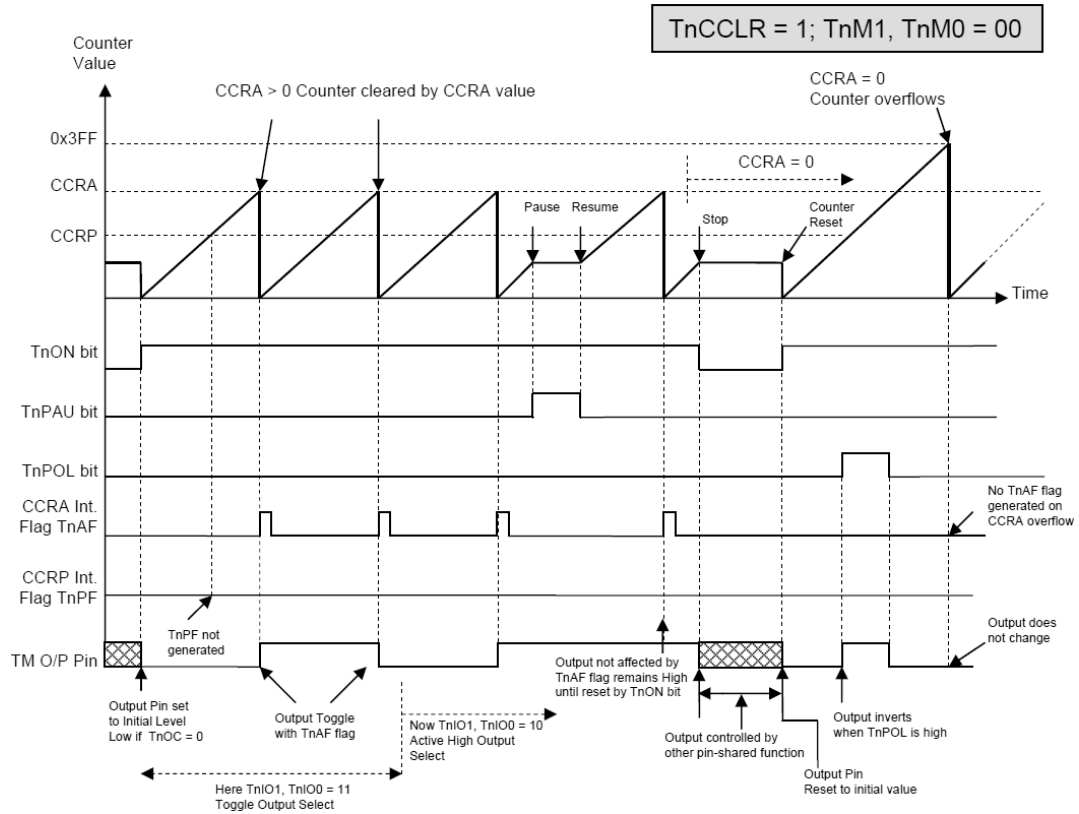 TnCCLR = 1; TnM1, TnM0 = 00
Counter
Value
CCRA > 0 Counter cleared by CCRA value
CCRA = 0
Counter overflows
0x3FF
CCRA = 0
CCRA
Pause
Resume
Stop
Counter
Reset
CCRP
Time
TnON bit
TnPAU bit
TnPOL bit
CCRA Int.
Flag TnAF
No TnAF flag
generated on
CCRA overflow
CCRP Int.
Flag TnPF
TnPF not
generated
Output does
not change
TM O/P Pin
Output Pin set
to Initial Level
Low if TnOC = 0
Output Toggle
with TnAF flag
Now TnIO1, TnIO0 = 10
Active High Output
Select
Output not affected by
TnAF flag remains High
until reset by TnON bit
Output controlled by
other pin-shared function
Output inverts
when TnPOL is high
Output Pin
Reset to initial value
Here TnIO1, TnIO0 = 11
Toggle Output Select